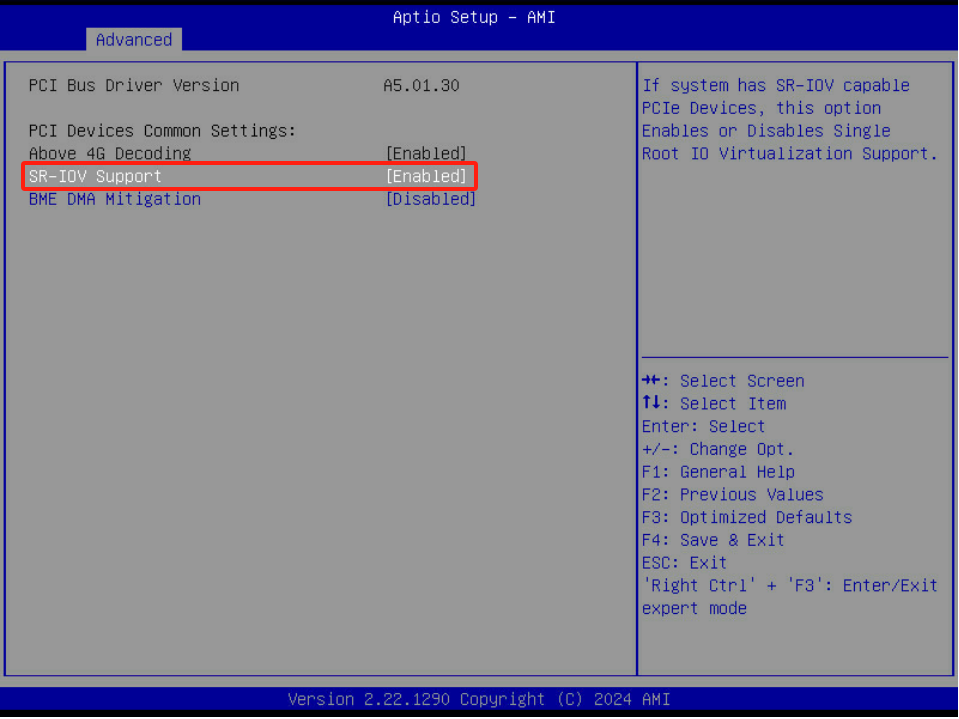 Aptio Setup – AMI
Advanced
PCI Bus Driver Version A5.01.30
PCI Devices Common Settings:
Above 4G Decoding [Enabled]
SR-IOV Support [Enabled]
BME DMA Mitigation [Disabled]
If system has SR-IOV capable
PCIe Devices, this option
Enables or Disables Single
Root IO Virtualization Support.
→←: Select Screen
↑↓: Select Item
Enter: Select
+/-: Change Opt.
F1: General Help
F2: Previous Values
F3: Optimized Defaults
F4: Save & Exit
ESC: Exit
'Right Ctrl' + 'F3': Enter/Exit
expert mode
Version 2.22.1290 Copyright (C) 2024 AMI